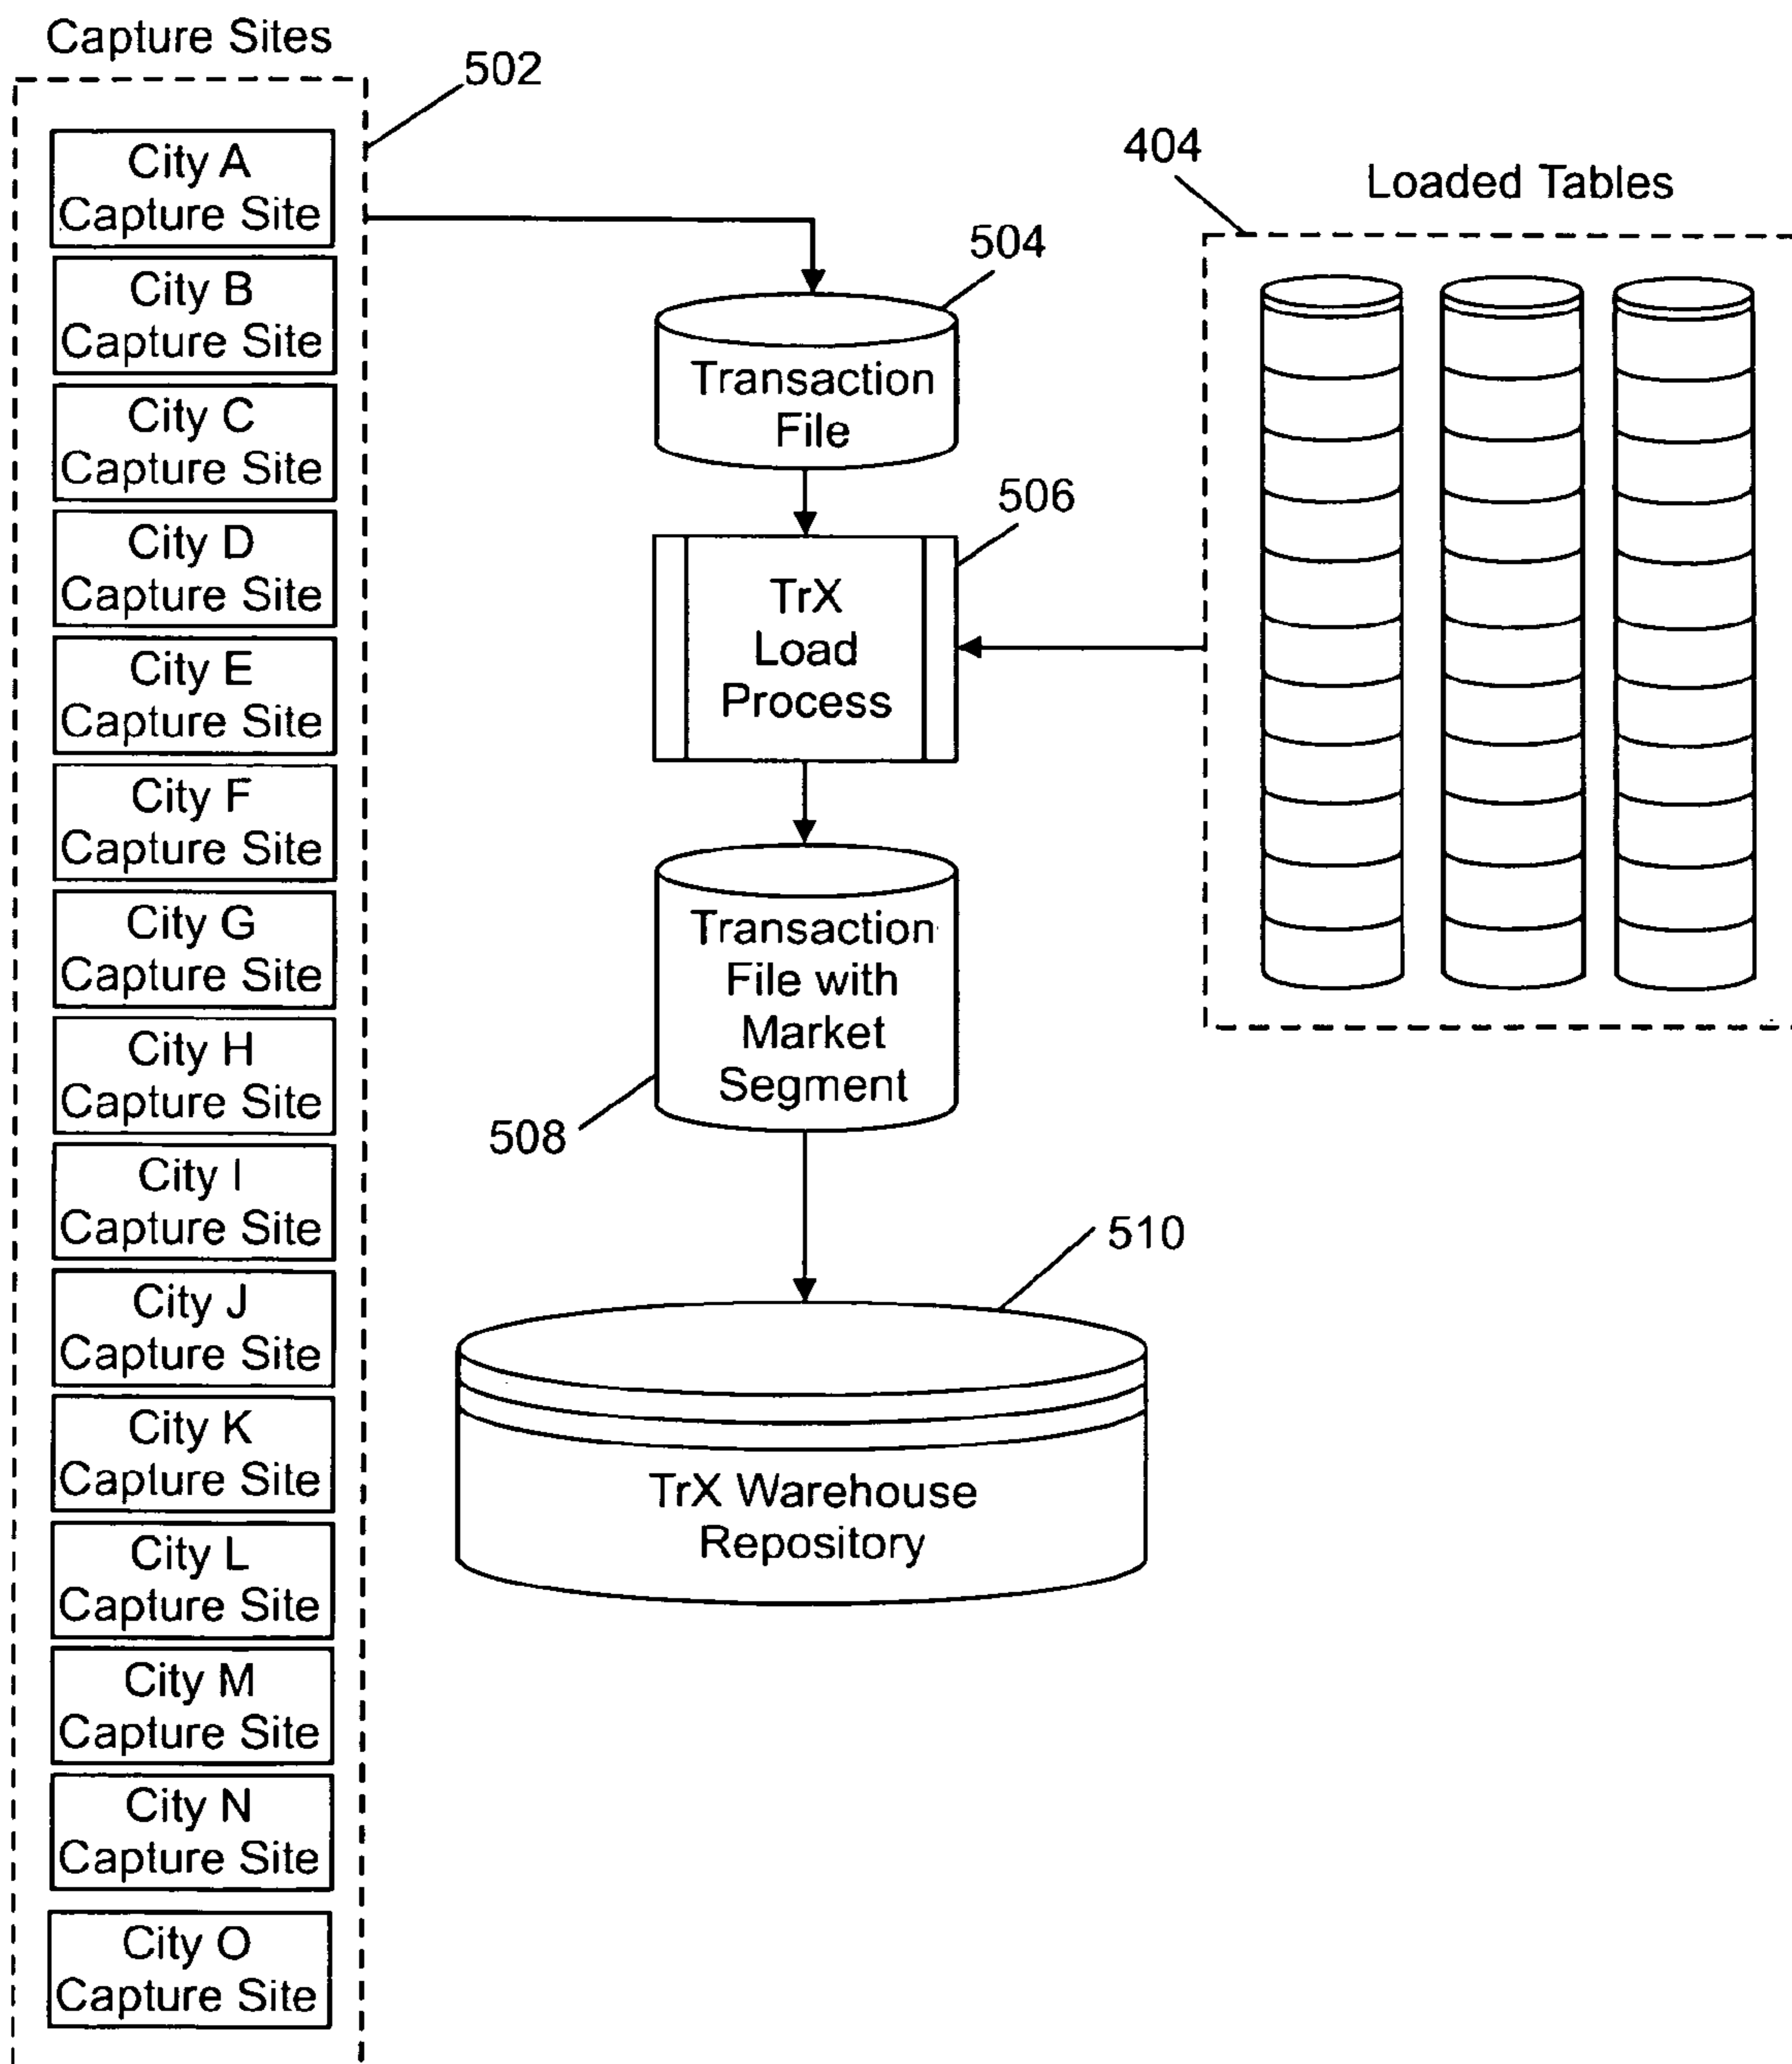 Capture Sites
502
City A
Capture Site
City B
Capture Site
City C
Capture Site
City D
Capture Site
City E
Capture Site
City F
Capture Site
City G
Capture Site
City H
Capture Site
City I
Capture Site
City J
Capture Site
City K
Capture Site
City L
Capture Site
City M
Capture Site
City N
Capture Site
City O
Capture Site
504
Transaction
File
506
TrX
Load
Process
Transaction
File with
Market
Segment
508
510
TrX Warehouse
Repository
404
Loaded Tables